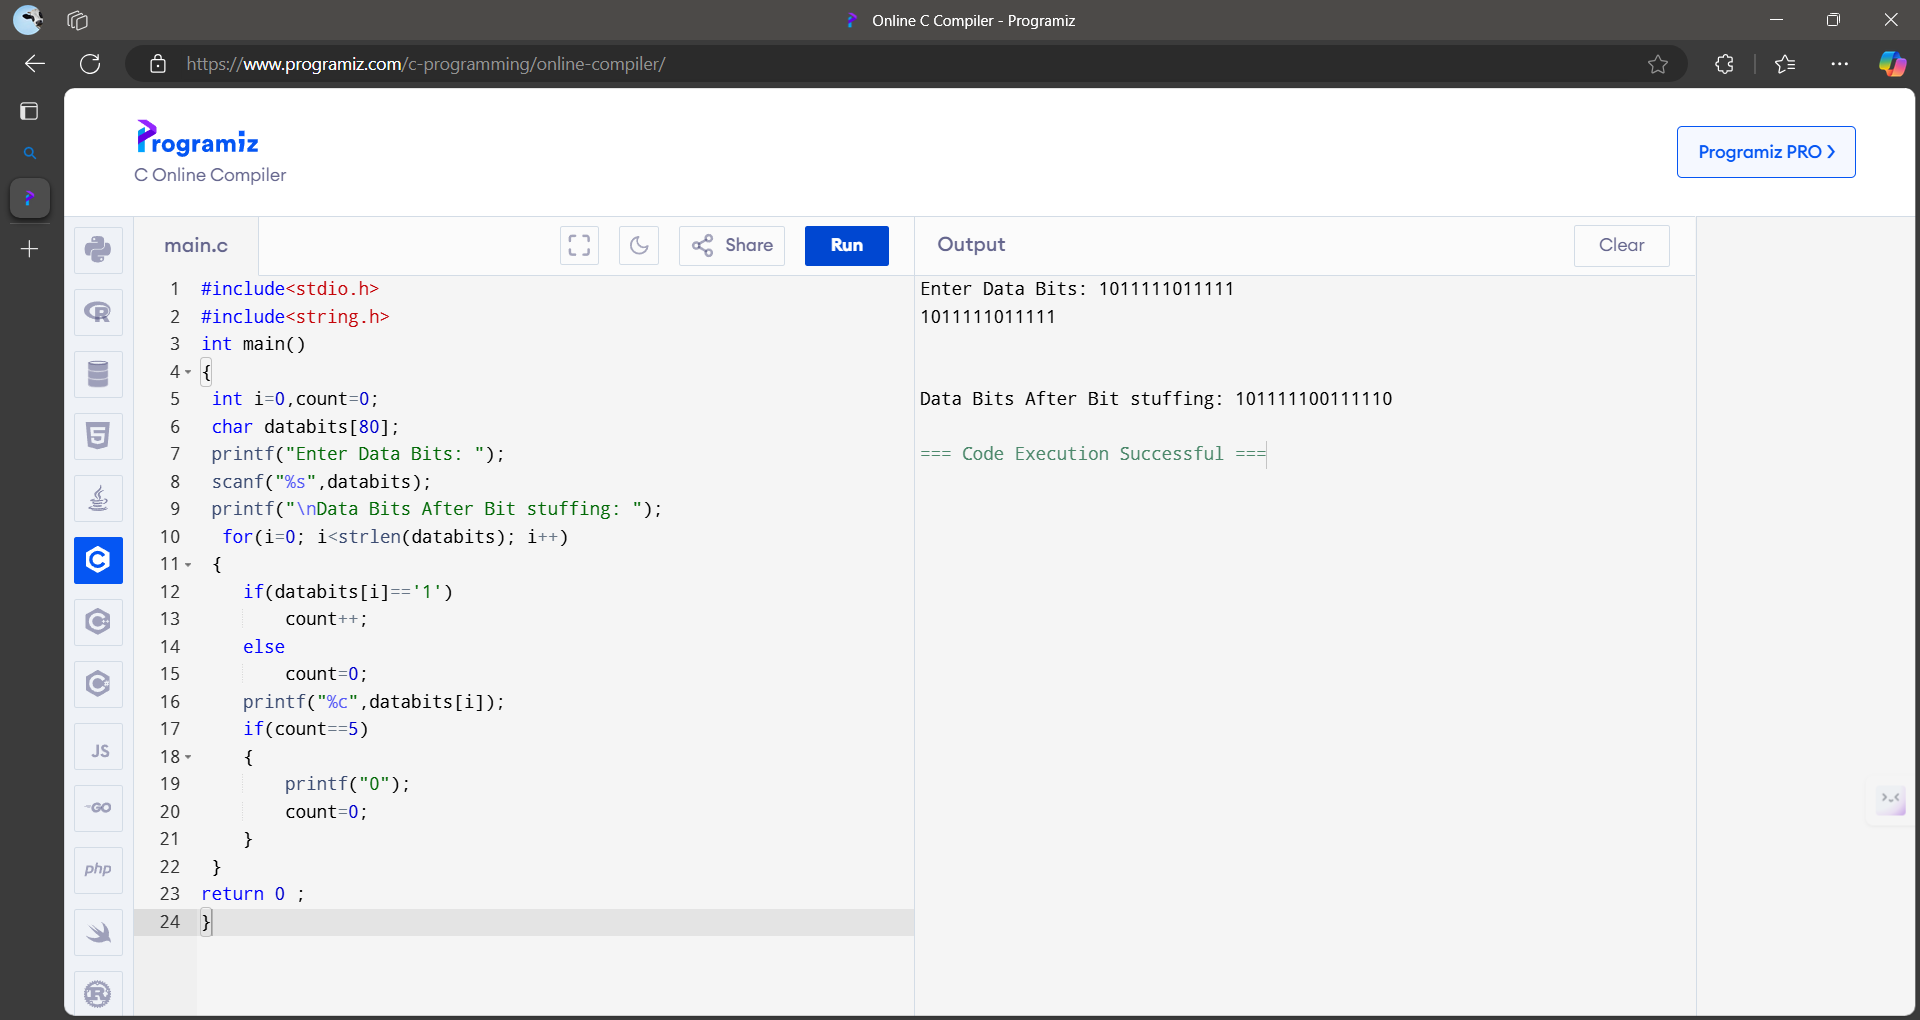 Online C Compiler - Programiz
https://www.programiz.com/c-programming/online-compiler/
Programiz
C Online Compiler
Programiz PRO ❯
main.c
Share
Run
Output
Clear
1 #include<stdio.h>
2 #include<string.h>
3 int main()
4 {
5 int i=0,count=0;
6 char databits[80];
7 printf("Enter Data Bits: ");
8 scanf("%s",databits);
9 printf("\nData Bits After Bit stuffing: ");
10 for(i=0; i<strlen(databits); i++)
11 {
12 if(databits[i]=='1')
13 count++;
14 else
15 count=0;
16 printf("%c",databits[i]);
17 if(count==5)
18 {
19 printf("0");
20 count=0;
21 }
22 }
23 return 0 ;
24 }
Enter Data Bits: 1011111011111
1011111011111
Data Bits After Bit stuffing: 101111100111110
=== Code Execution Successful ===
R
5
C
C
C
JS
GO
php
R